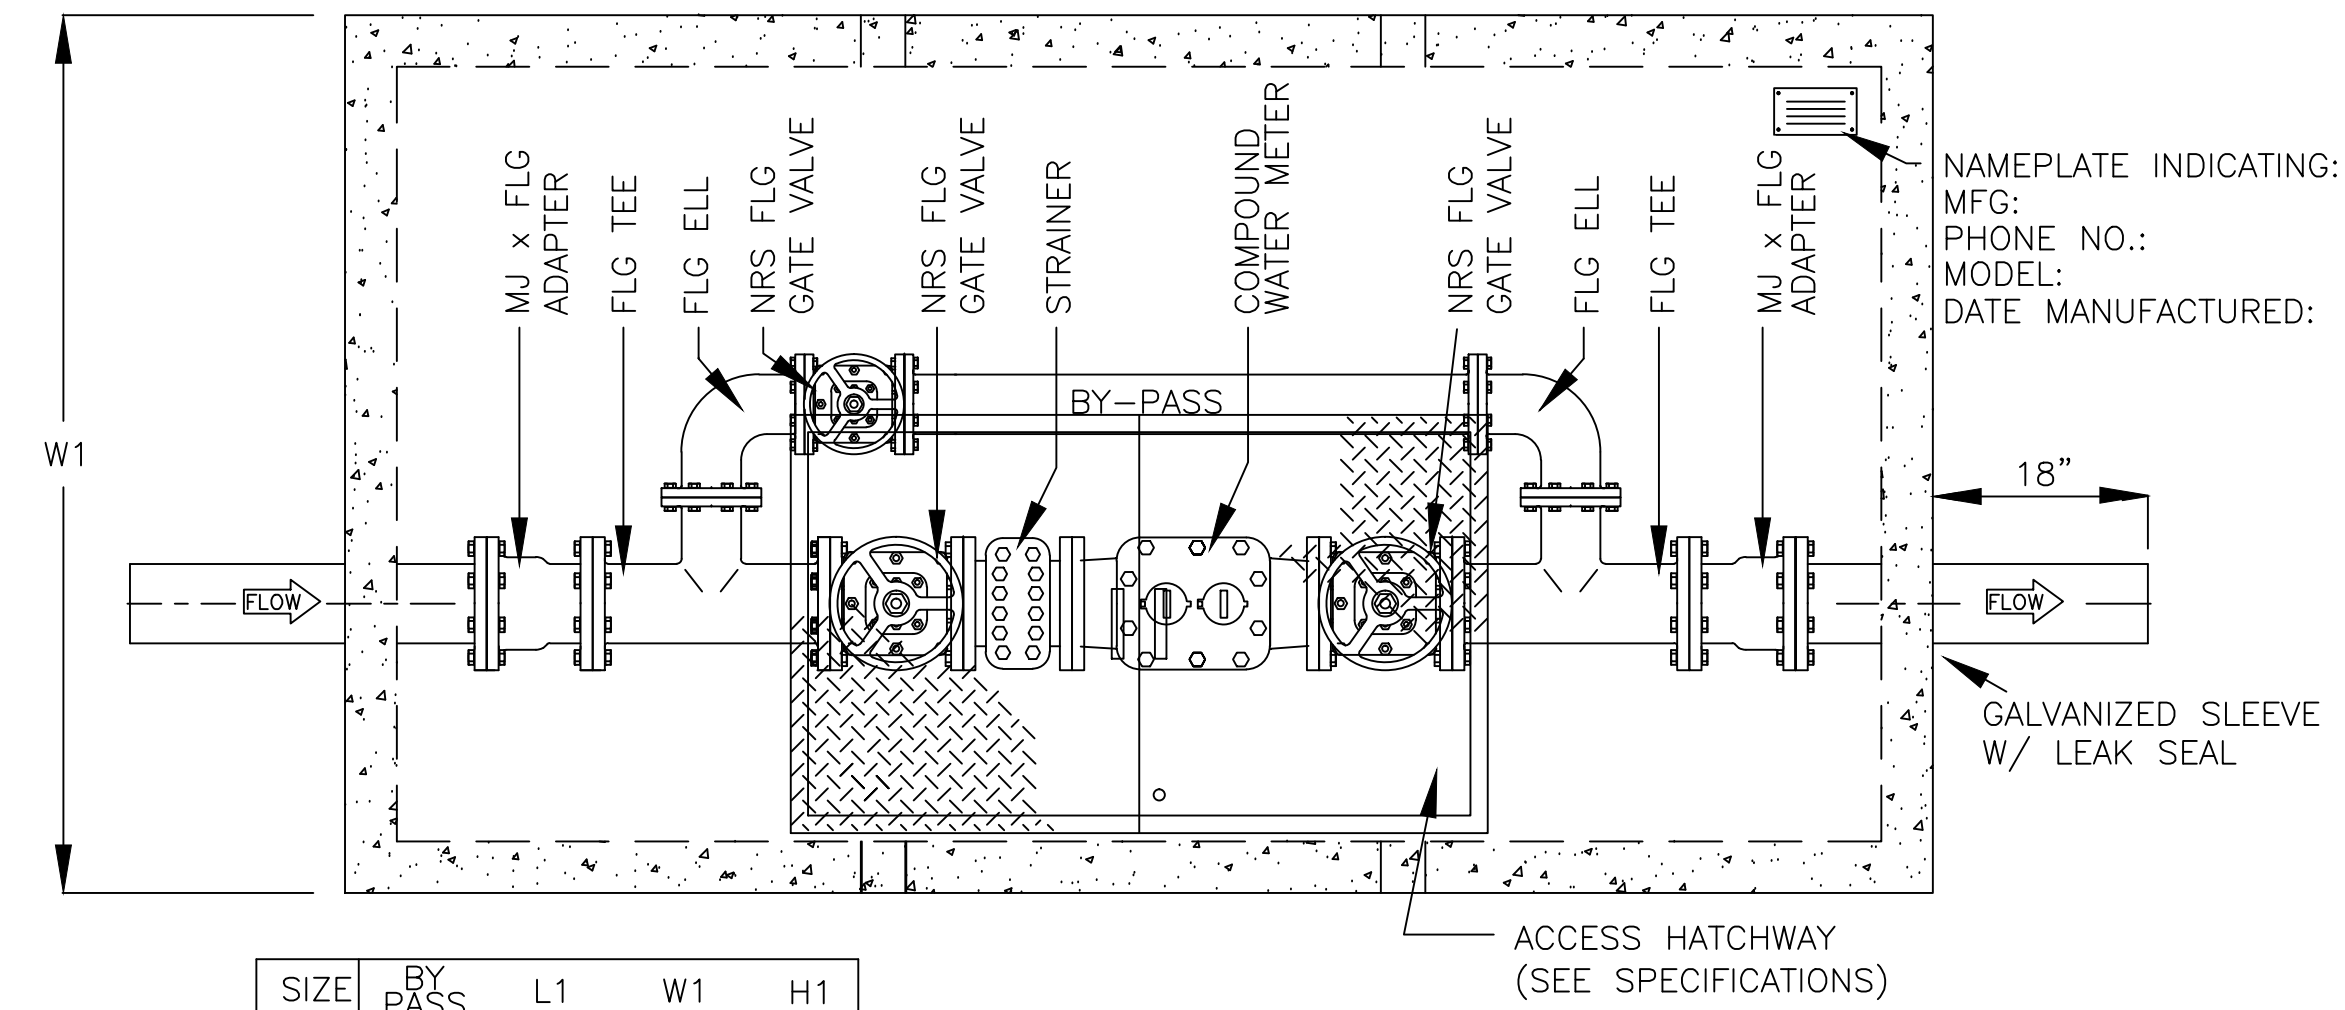 MJ x FLG
ADAPTER
FLG TEE
FLG ELL
NRS FLG
GATE VALVE
NRS FLG
GATE VALVE
STRAINER
COMPOUND
WATER METER
NRS FLG
GATE VALVE
FLG ELL
FLG TEE
MJ x FLG
ADAPTER
NAMEPLATE INDICATING:
MFG:
PHONE NO.:
MODEL:
DATE MANUFACTURED:
BY-PASS
W1
18"
FLOW
FLOW
GALVANIZED SLEEVE
W/ LEAK SEAL
ACCESS HATCHWAY
(SEE SPECIFICATIONS)
SIZE
BY
PASS
L1
W1
H1